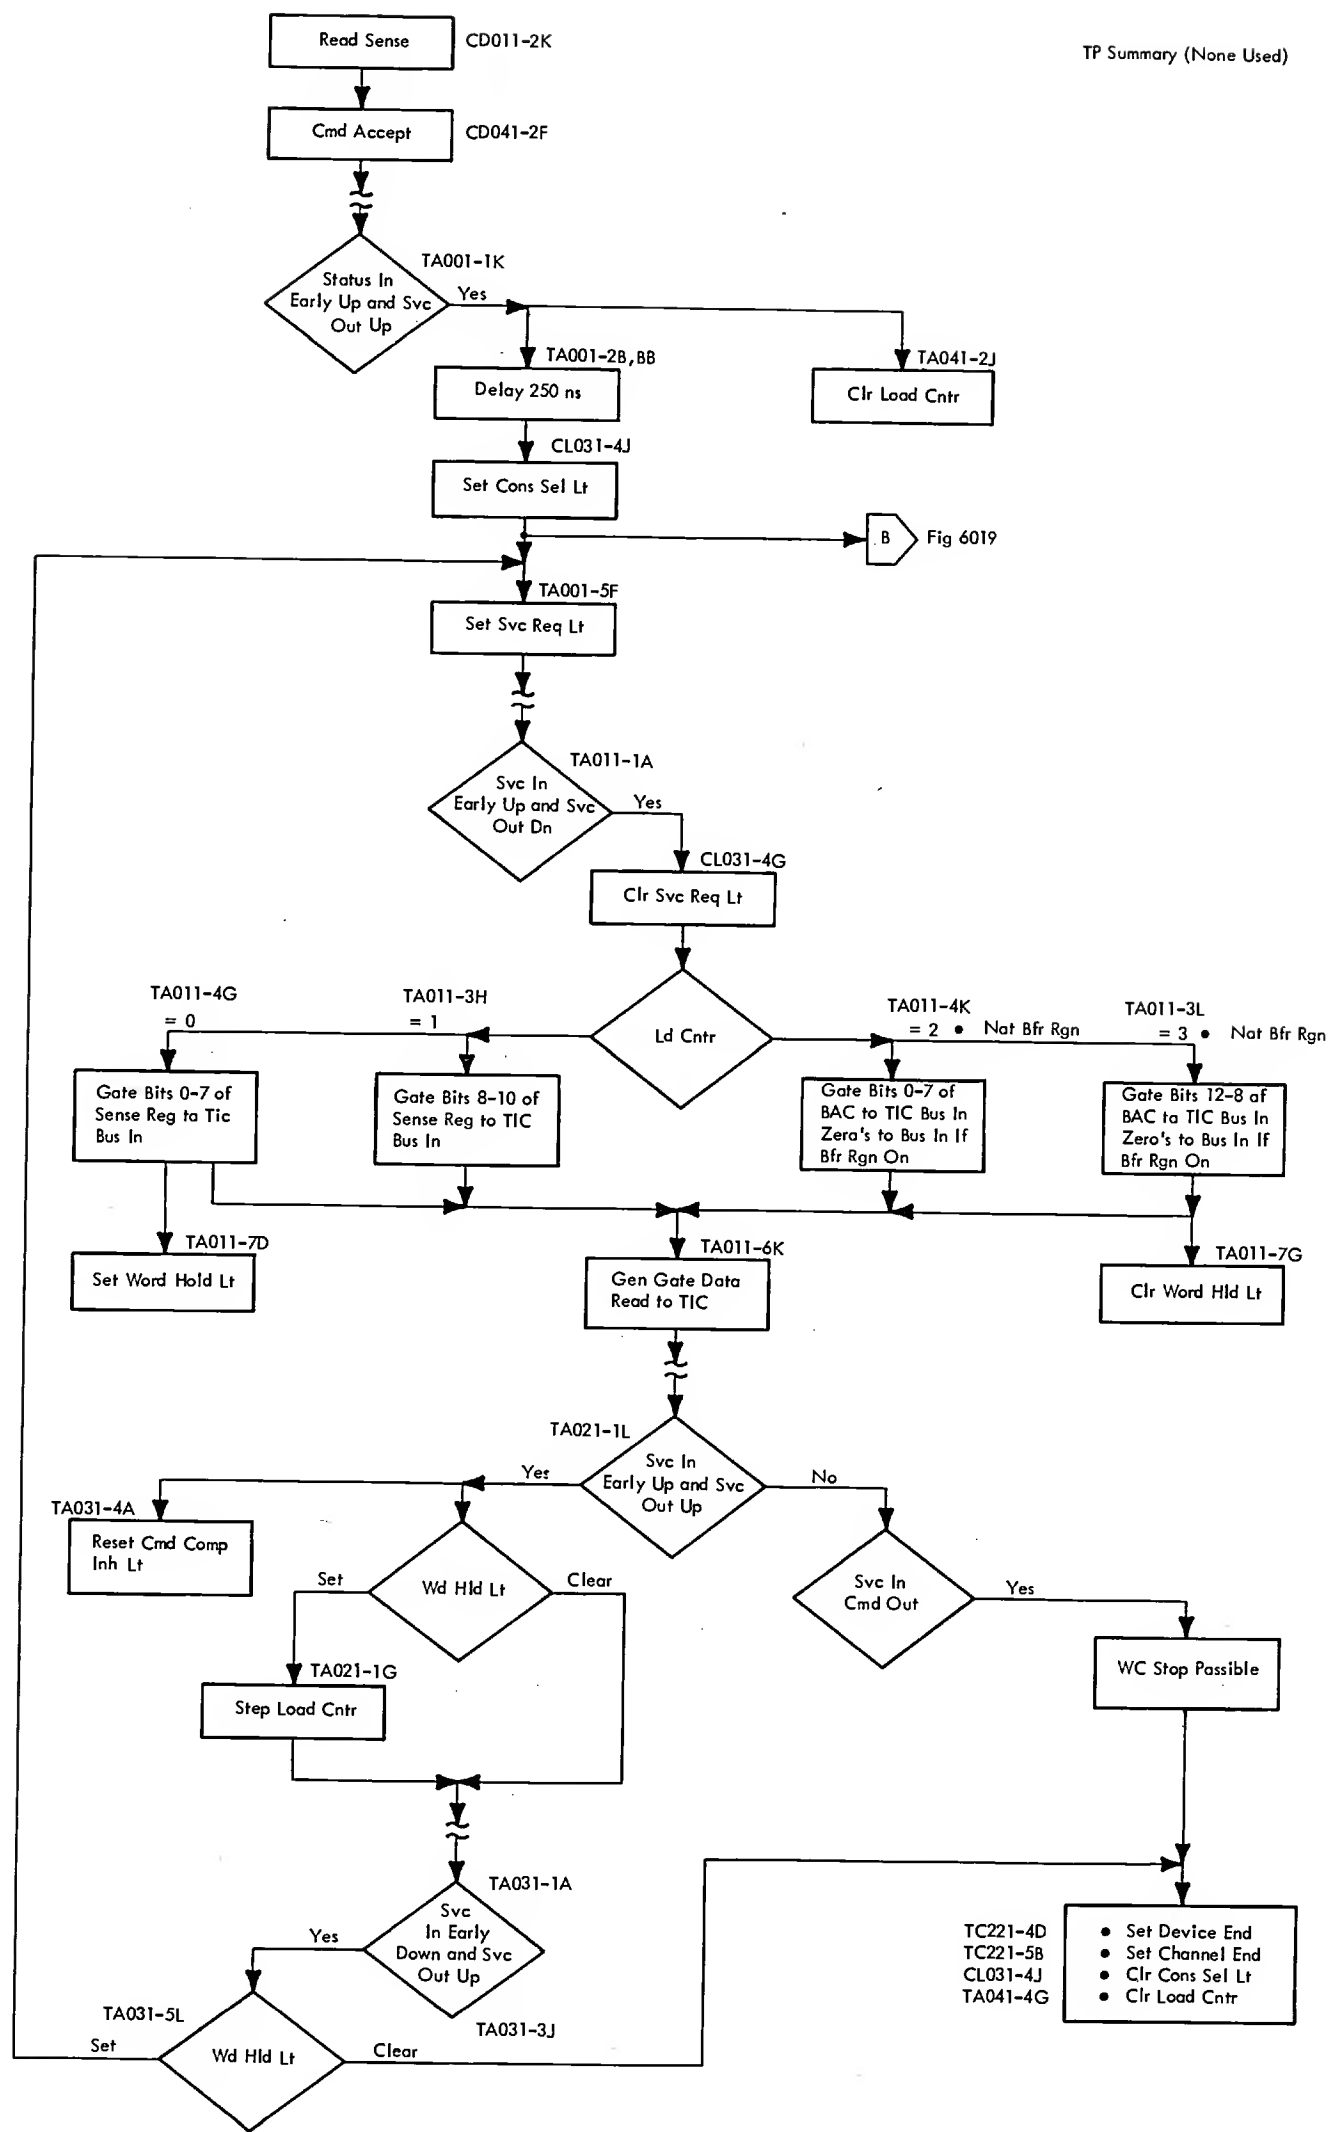 Read Sense
CD011-2K
TP Summary (None Used)
Cmd Accept
CD041-2F
TA001-1K
Status In
Early Up and Svc
Out Up
Yes
TA001-2B,BB
Delay 250 ns
TA041-2J
Clr Load Cntr
CL031-4J
Set Cons Sel Lt
B
Fig 6019
TA001-5F
Set Svc Req Lt
TA011-1A
Svc In
Early Up and Svc
Out Dn
Yes
CL031-4G
Clr Svc Req Lt
Ld Cntr
TA011-4G
= 0
TA011-3H
= 1
TA011-4K
= 2 • Nat Bfr Rgn
TA011-3L
= 3 • Nat Bfr Rgn
Gate Bits 0-7 of
Sense Reg ta Tic
Bus In
Gate Bits 8-10 of
Sense Reg to TIC
Bus In
Gate Bits 0-7 of
BAC to TIC Bus In
Zera's to Bus In If
Bfr Rgn On
Gate Bits 12-8 af
BAC ta TIC Bus In
Zero's to Bus In If
Bfr Rgn On
TA011-7D
Set Word Hold Lt
TA011-6K
Gen Gate Data
Read to TIC
TA011-7G
Clr Word Hld Lt
TA021-1L
Svc In
Early Up and Svc
Out Up
Yes
No
TA031-4A
Reset Cmd Comp
Inh Lt
Wd Hld Lt
Set
Clear
Svc In
Cmd Out
Yes
TA021-1G
Step Load Cntr
WC Stop Passible
TA031-1A
Svc
In Early
Down and Svc
Out Up
Yes
TA031-5L
Wd Hld Lt
Set
TA031-3J
Clear
TC221-4D • Set Device End
TC221-5B • Set Channel End
CL031-4J • Clr Cons Sel Lt
TA041-4G • Clr Load Cntr